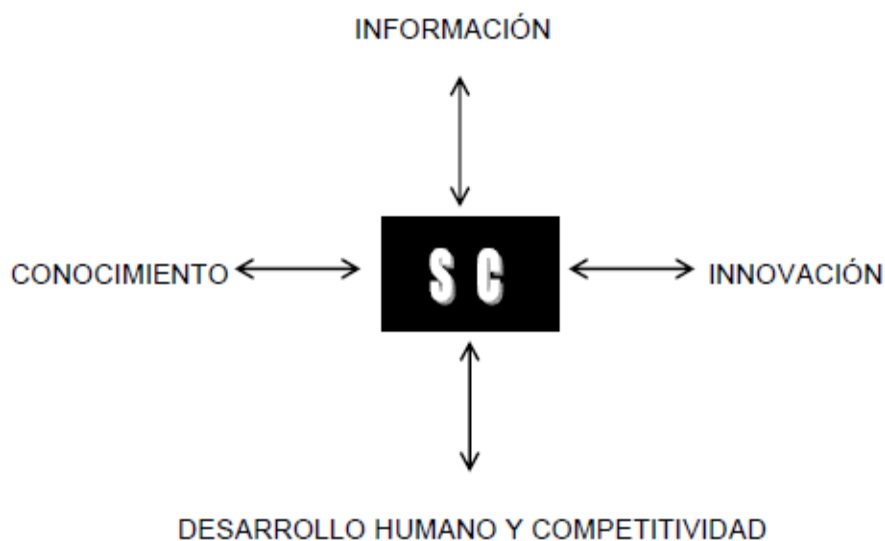 INFORMACIÓN
CONOCIMIENTO
S C
INNOVACIÓN
DESARROLLO HUMANO Y COMPETITIVIDAD